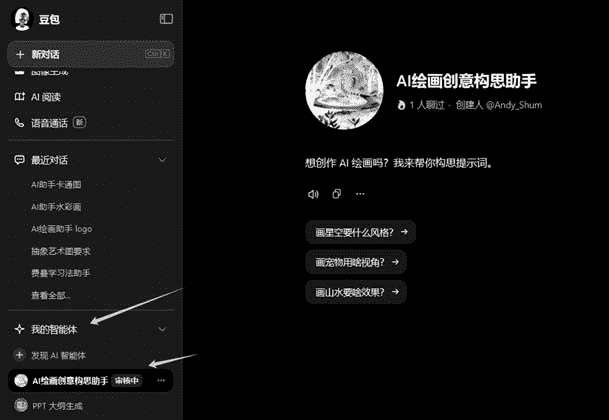 豆包
新对话
Ctrl K
图像生成
AI 阅读
语音通话 新
最近对话
AI助手卡通图
AI助手水彩画
AI绘画助手 logo
抽象艺术图要求
费曼学习法助手
查看全部...
我的智能体
发现 AI 智能体
AI绘画创意构思助手 审核中
PPT 大纲生成
AI绘画创意构思助手
1 人聊过 · 创建人 @Andy_Shum
想创作 AI 绘画吗？我来帮你构思提示词。
画星空要什么风格？
画宠物用啥视角？
画山水要啥效果？